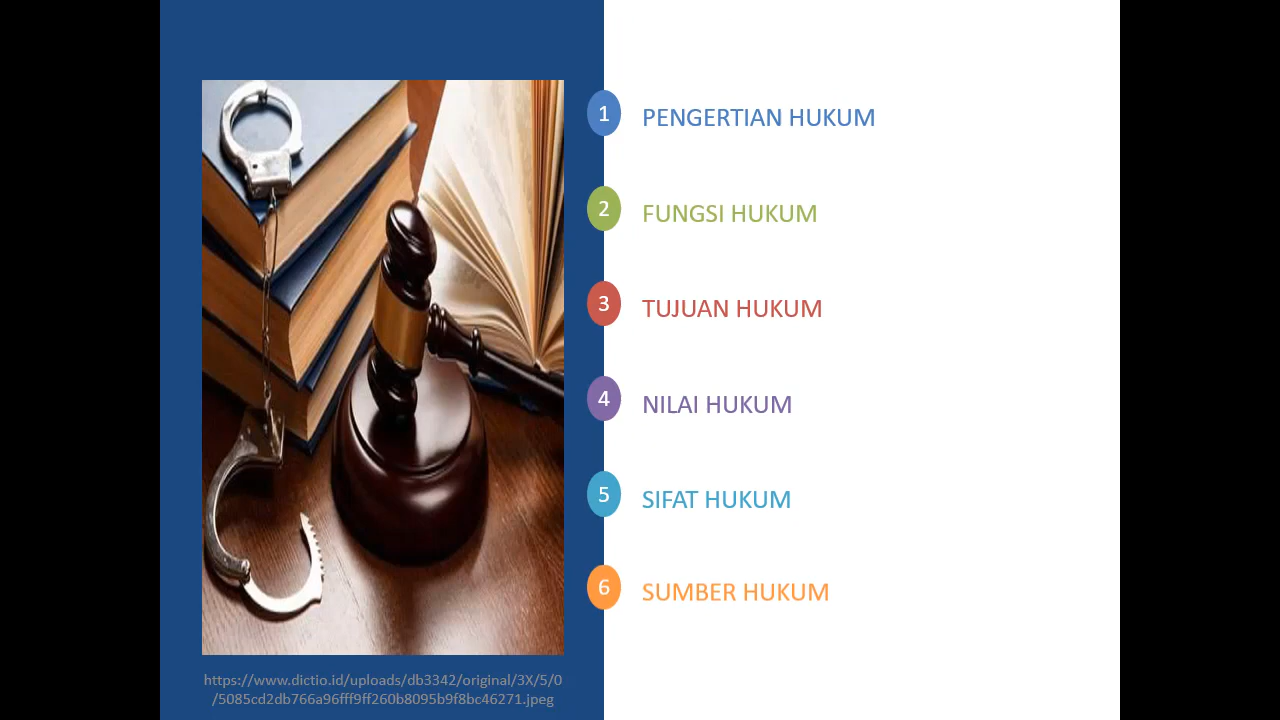 1 PENGERTIAN HUKUM
2 FUNGSI HUKUM
3 TUJUAN HUKUM
4 NILAI HUKUM
5 SIFAT HUKUM
6 SUMBER HUKUM
https://www.dictio.id/uploads/db3342/original/3X/5/0
/5085cd2db766a96fff9ff260b8095b9f8bc46271.jpeg